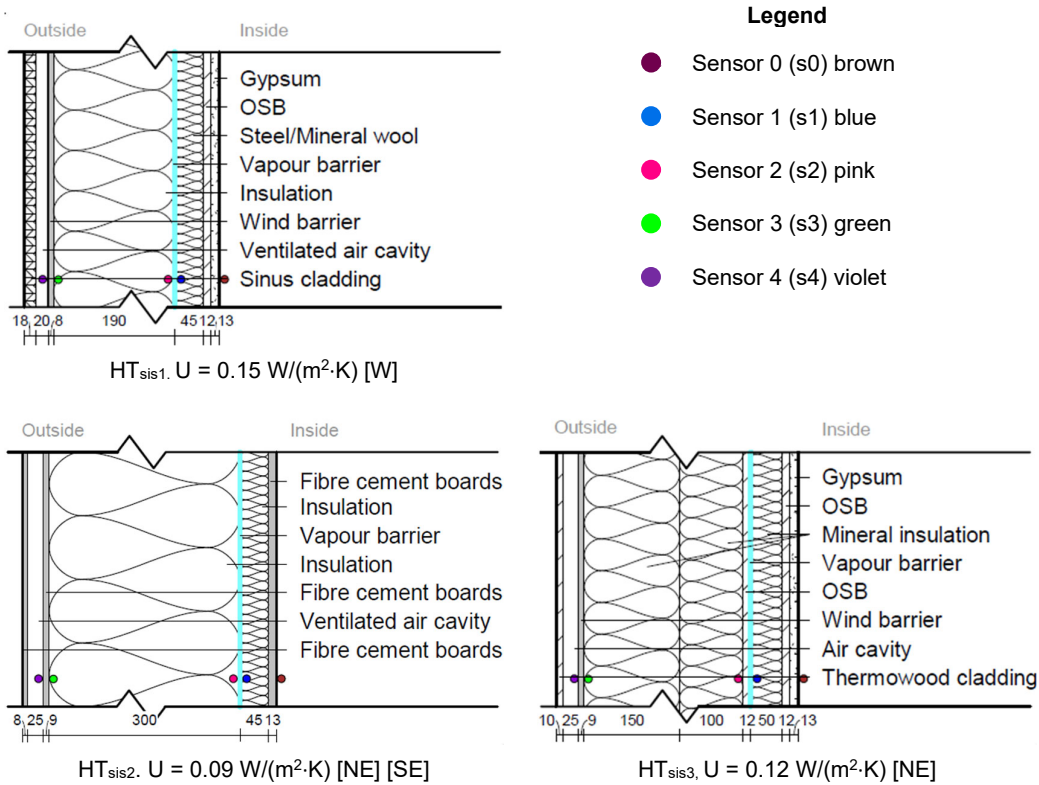 Outside
Inside
Gypsum
OSB
Steel/Mineral wool
Vapour barrier
Insulation
Wind barrier
Ventilated air cavity
Sinus cladding
18 20 8 190 45 12 13
HTsis1. U = 0.15 W/(m²·K) [W]
Legend
Sensor 0 (s0) brown
Sensor 1 (s1) blue
Sensor 2 (s2) pink
Sensor 3 (s3) green
Sensor 4 (s4) violet
Outside
Inside
Fibre cement boards
Insulation
Vapour barrier
Insulation
Fibre cement boards
Ventilated air cavity
Fibre cement boards
8 25 9 300 45 13
HTsis2. U = 0.09 W/(m²·K) [NE] [SE]
Outside
Inside
Gypsum
OSB
Mineral insulation
Vapour barrier
OSB
Wind barrier
Air cavity
Thermowood cladding
10 25 9 150 100 12 50 12 13
HTsis3, U = 0.12 W/(m²·K) [NE]